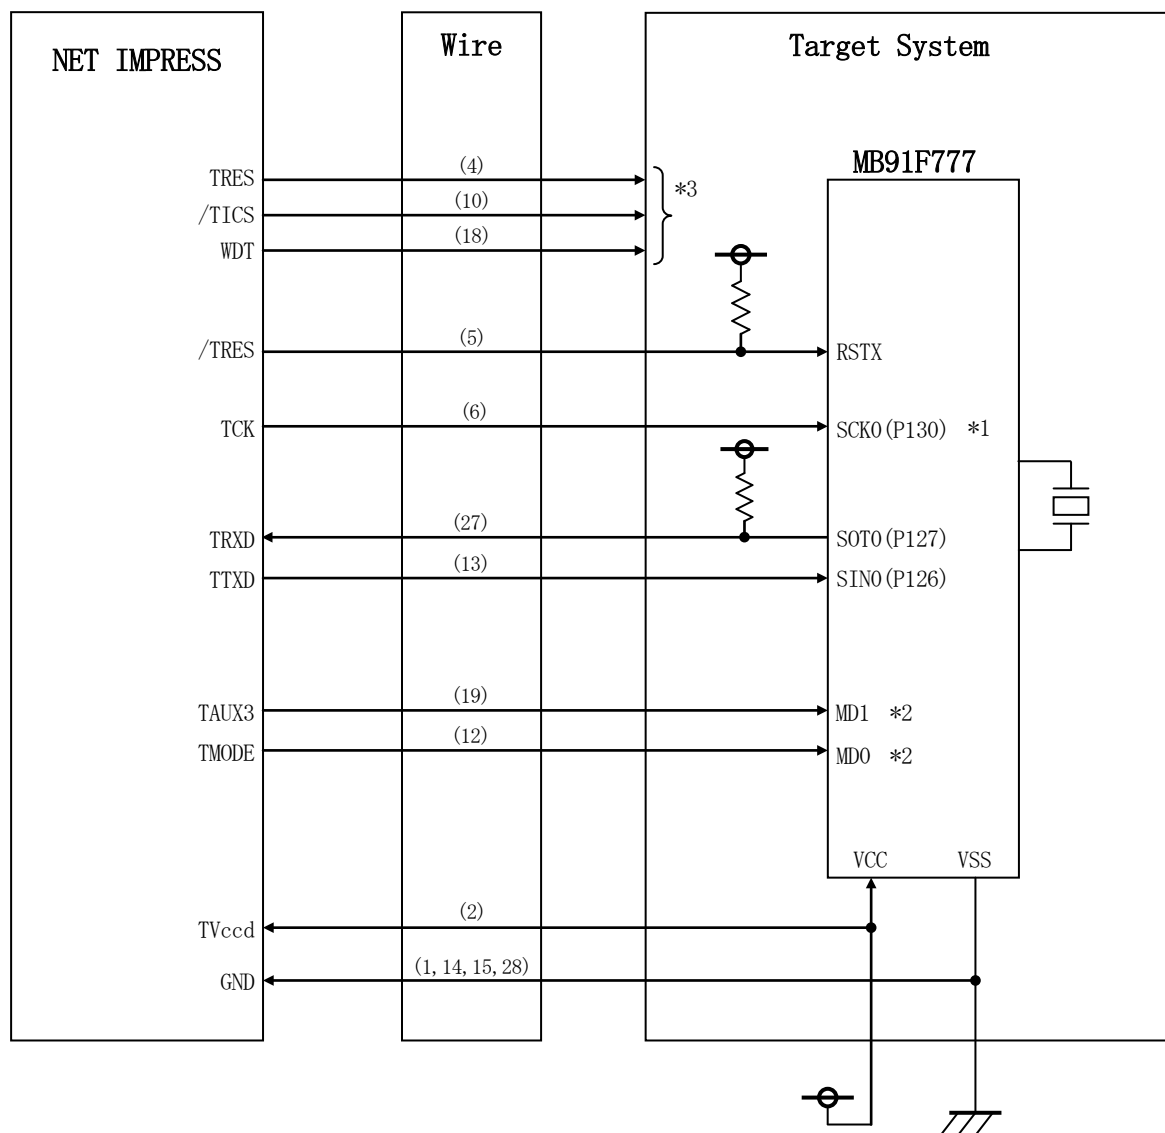 NET IMPRESS
Wire
Target System
MB91F777
TRES
(4)
*3
/TICS
(10)
WDT
(18)
/TRES
(5)
RSTX
TCK
(6)
SCK0(P130) *1
TRXD
(27)
SOT0(P127)
TTXD
(13)
SIN0(P126)
TAUX3
(19)
MD1 *2
TMODE
(12)
MD0 *2
VCC
VSS
TVccd
(2)
GND
(1,14,15,28)